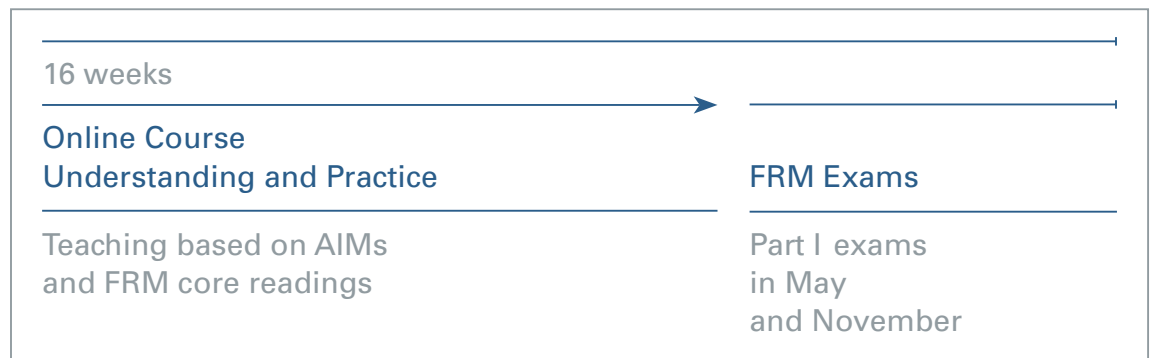 16 weeks
Online Course
Understanding and Practice
FRM Exams
Teaching based on AIMs
and FRM core readings
Part I exams
in May
and November